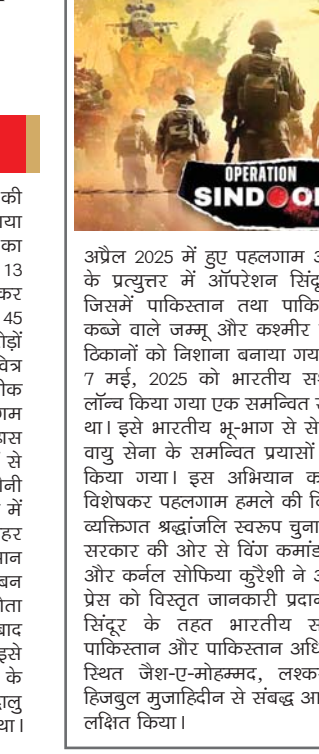 की
या
का
13
कर
45
ोड़ों
वित्र
ीक
गम
ास
से
ीनी
में
हर
ान
बन
ोता
बाद
इसे
के
ालु
था।
OPERATION
SINDOO
अप्रैल 2025 में हुए पहलगाम
के प्रत्युत्तर में ऑपरेशन सिंदू
जिसमें पाकिस्तान तथा पाकि
कब्जे वाले जम्मू और कश्मीर
ठिकानों को निशाना बनाया गय
7 मई, 2025 को भारतीय सश
लॉन्च किया गया एक समन्वित स
था। इसे भारतीय भू-भाग से से
वायु सेना के समन्वित प्रयासों
किया गया। इस अभियान क
विशेषकर पहलगाम हमले की वि
व्यक्तिगत श्रद्धांजलि स्वरूप चुना
सरकार की ओर से विंग कमांड
और कर्नल सोफिया कुरैशी ने
प्रेस को विस्तृत जानकारी प्रदान
सिंदूर के तहत भारतीय स
पाकिस्तान और पाकिस्तान अधि
स्थित जैश-ए-मोहम्मद, लश्क
हिजबुल मुजाहिदीन से संबद्ध आ
लक्षित किया।